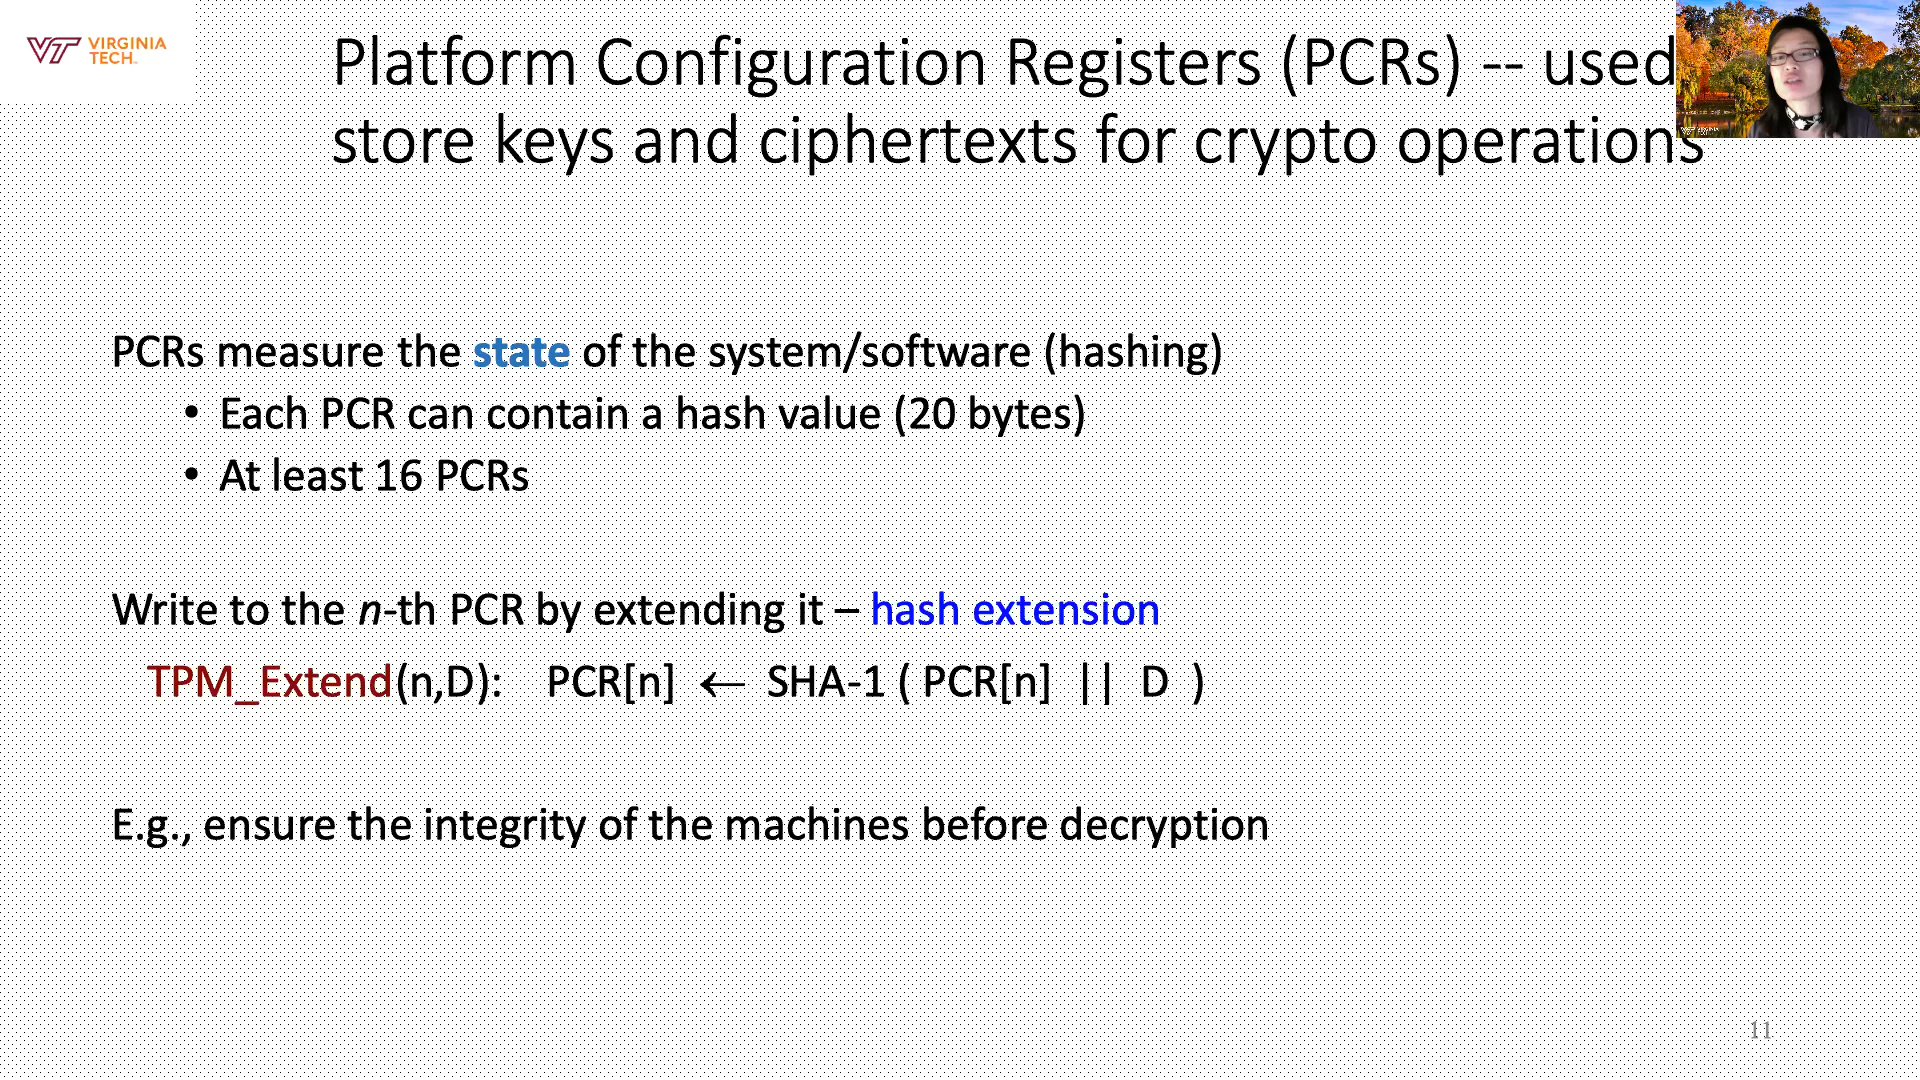 VT VIRGINIA
TECH
Platform Configuration Registers (PCRs) -- used
store keys and ciphertexts for crypto operations
PCRs measure the state of the system/software (hashing)
• Each PCR can contain a hash value (20 bytes)
• At least 16 PCRs
Write to the n-th PCR by extending it – hash extension
TPM_Extend(n,D): PCR[n] ← SHA-1 ( PCR[n] || D )
E.g., ensure the integrity of the machines before decryption
11